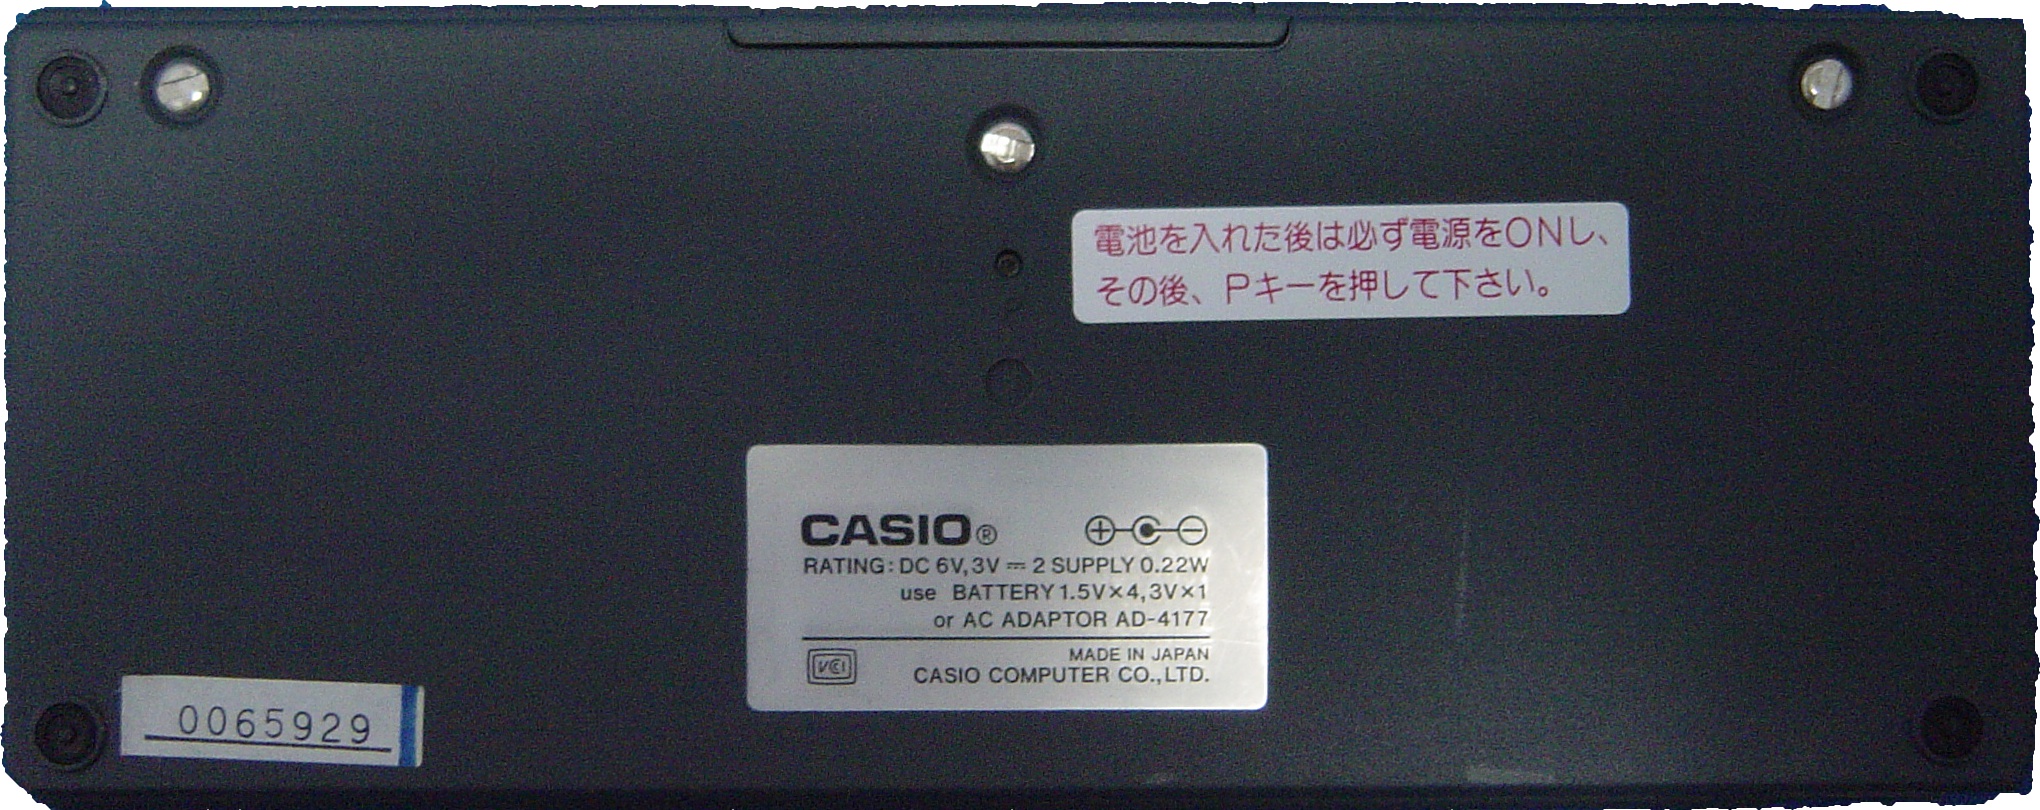 電池を入れた後は必ず電源をONし、
その後、Pキーを押して下さい。
CASIO®
RATING: DC 6V, 3V ⎓ 2 SUPPLY 0.22W
use BATTERY 1.5V×4, 3V×1
or AC ADAPTOR AD-4177
VCCI
MADE IN JAPAN
CASIO COMPUTER CO., LTD.
0065929